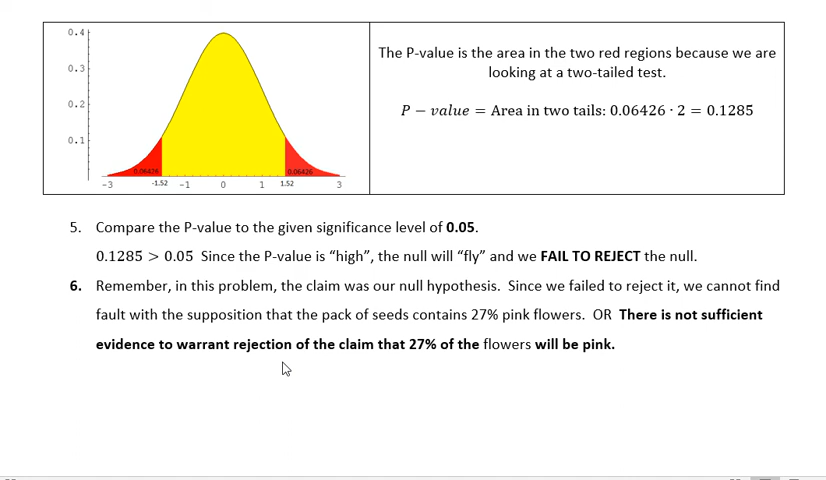 0.4
0.3
0.2
0.1
0.06426
0.06426
-3
-1.52
-1
0
1
1.52
3
The P-value is the area in the two red regions because we are
looking at a two-tailed test.
P − value = Area in two tails: 0.06426 · 2 = 0.1285
5. Compare the P-value to the given significance level of 0.05.
0.1285 > 0.05 Since the P-value is “high”, the null will “fly” and we FAIL TO REJECT the null.
6. Remember, in this problem, the claim was our null hypothesis. Since we failed to reject it, we cannot find
fault with the supposition that the pack of seeds contains 27% pink flowers. OR There is not sufficient
evidence to warrant rejection of the claim that 27% of the flowers will be pink.